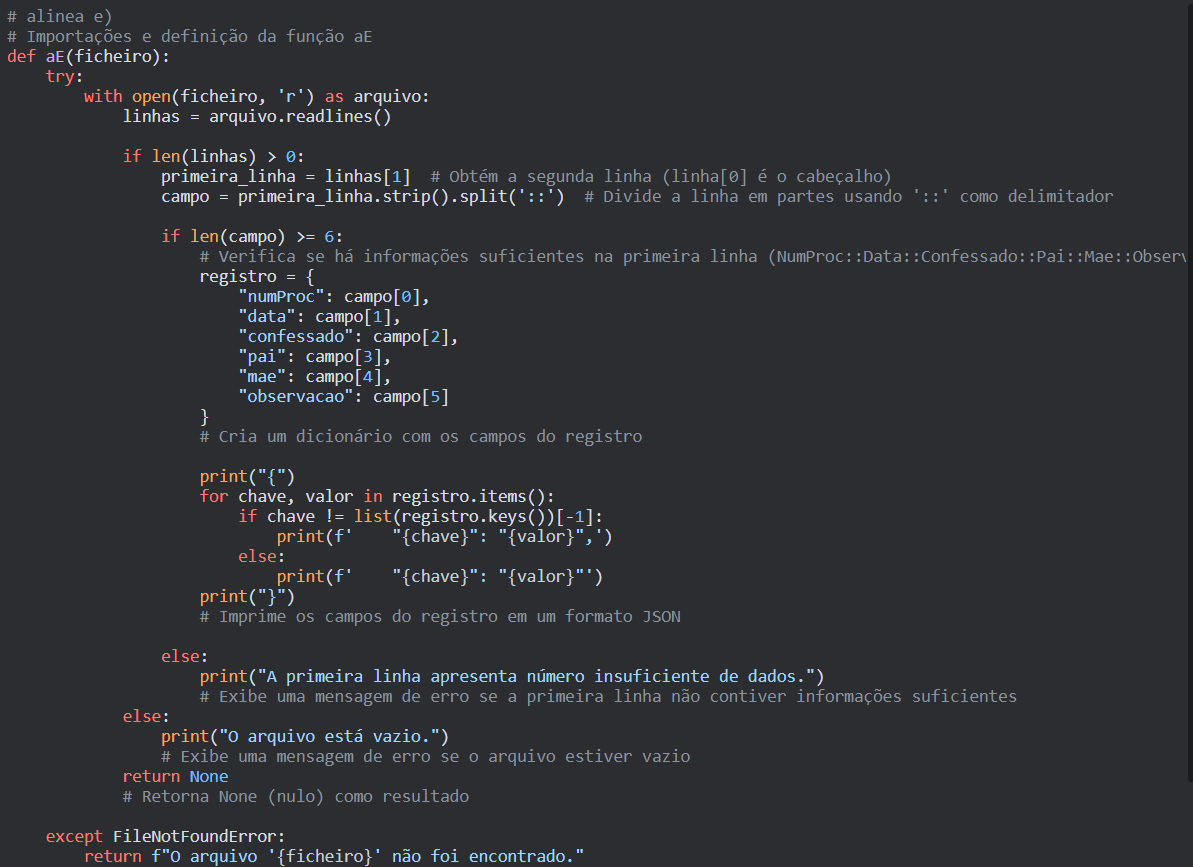 # alinea e)
# Importações e definição da função aE
def aE(ficheiro):
    try:
        with open(ficheiro, 'r') as arquivo:
            linhas = arquivo.readlines()

            if len(linhas) > 0:
                primeira_linha = linhas[1]  # Obtém a segunda linha (linha[0] é o cabeçalho)
                campo = primeira_linha.strip().split('::')  # Divide a linha em partes usando '::' como delimitador

                if len(campo) >= 6:
                    # Verifica se há informações suficientes na primeira linha (NumProc::Data::Confessado::Pai::Mae::Observ
                    registro = {
                        "numProc": campo[0],
                        "data": campo[1],
                        "confessado": campo[2],
                        "pai": campo[3],
                        "mae": campo[4],
                        "observacao": campo[5]
                    }
                    # Cria um dicionário com os campos do registro

                    print("{")
                    for chave, valor in registro.items():
                        if chave != list(registro.keys())[-1]:
                            print(f'    "{chave}": "{valor}",')
                        else:
                            print(f'    "{chave}": "{valor}"')
                    print("}")
                    # Imprime os campos do registro em um formato JSON

                else:
                    print("A primeira linha apresenta número insuficiente de dados.")
                    # Exibe uma mensagem de erro se a primeira linha não contiver informações suficientes
            else:
                print("O arquivo está vazio.")
                # Exibe uma mensagem de erro se o arquivo estiver vazio
            return None
            # Retorna None (nulo) como resultado

    except FileNotFoundError:
        return f"O arquivo '{ficheiro}' não foi encontrado."